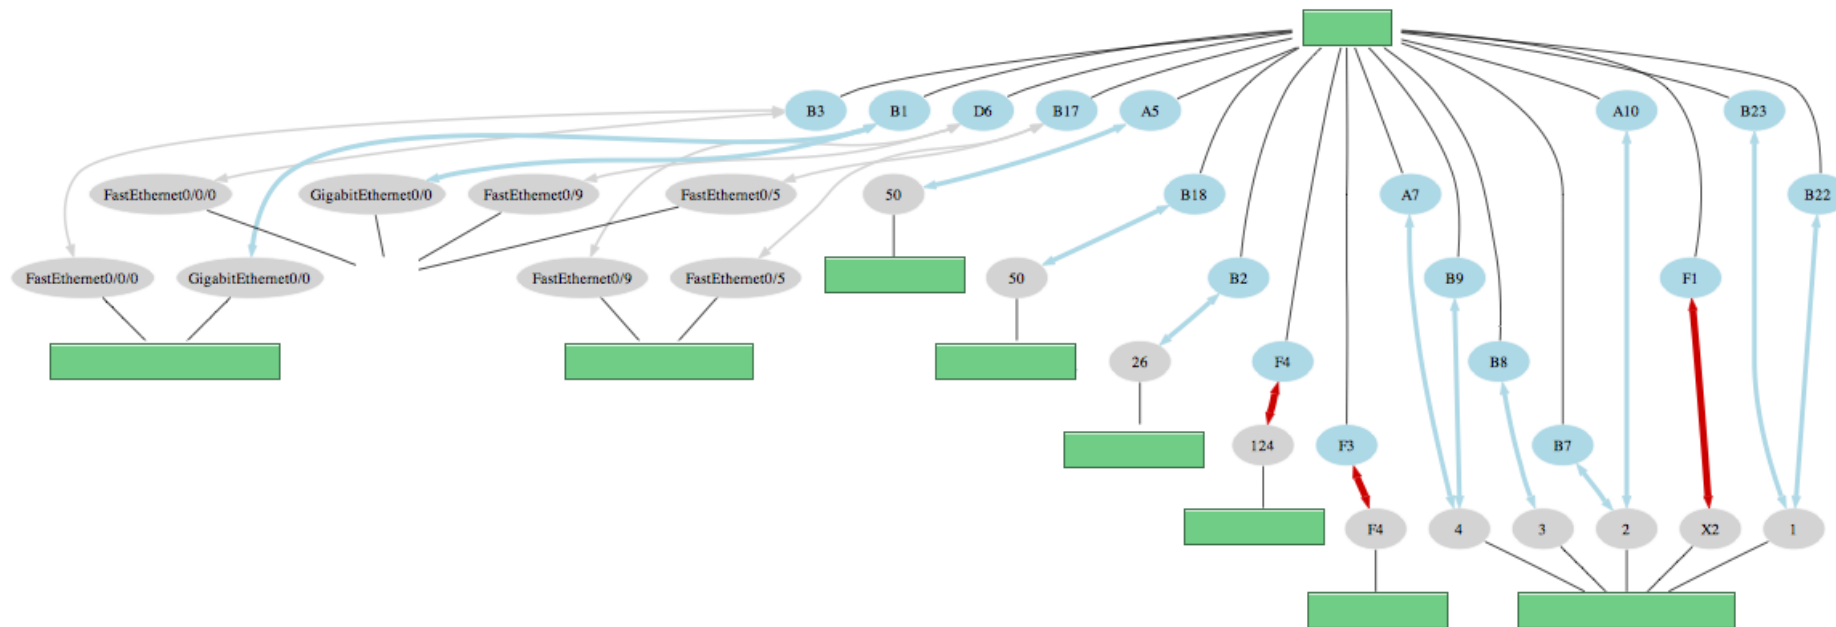 B3
B1
D6
B17
A5
A10
B23
FastEthernet0/0/0
GigabitEthernet0/0
FastEthernet0/9
FastEthernet0/5
50
B18
A7
B22
FastEthernet0/0/0
GigabitEthernet0/0
FastEthernet0/9
FastEthernet0/5
50
B2
B9
F1
26
F4
B8
124
F3
B7
F4
4
3
2
X2
1